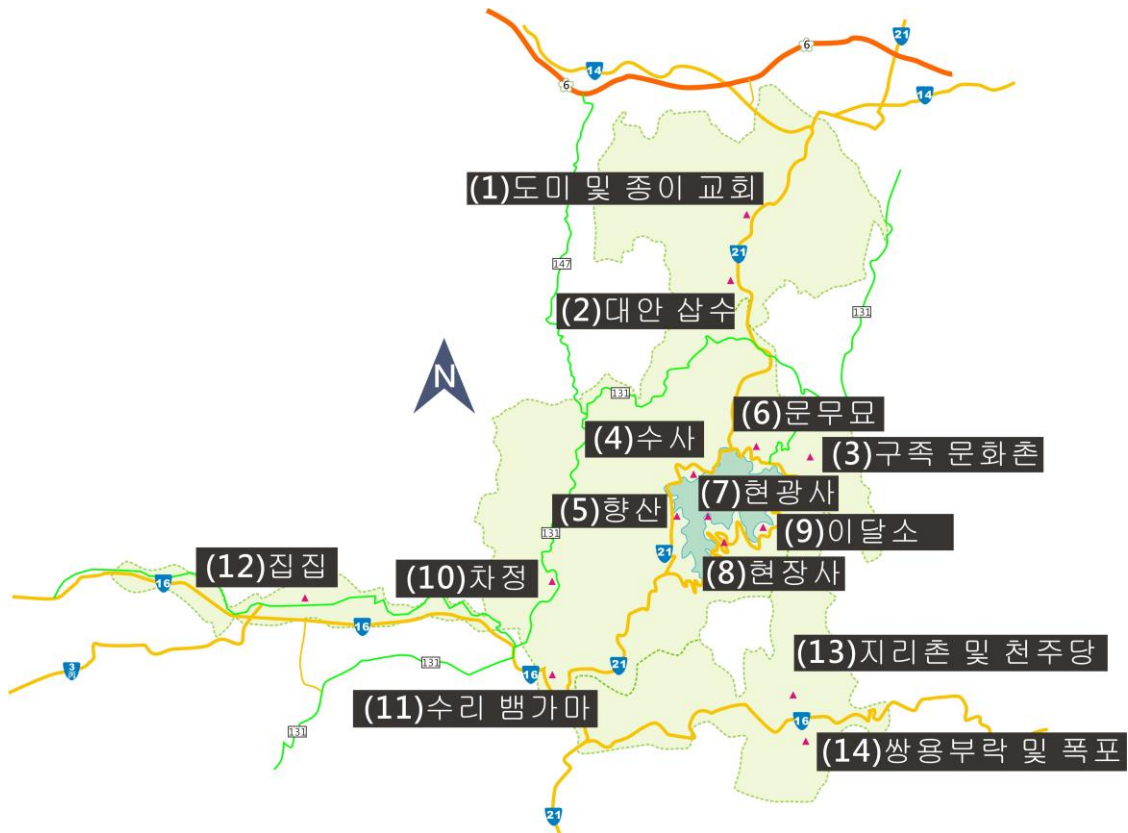 6
21
14
6
14
(1)도미 및 종이 교회
21
147
(2)대안 삽수
131
N
131
(6)문무묘
(4)수사
(3)구족 문화촌
(7)현광사
(5)향산
(9)이달소
131
21
(12)집집
(10)차정
(8)현장사
16
16
(13)지리촌 및 천주당
131
21
3丙
16
(11)수리 뱀가마
16
131
(14)쌍용부락 및 폭포
21